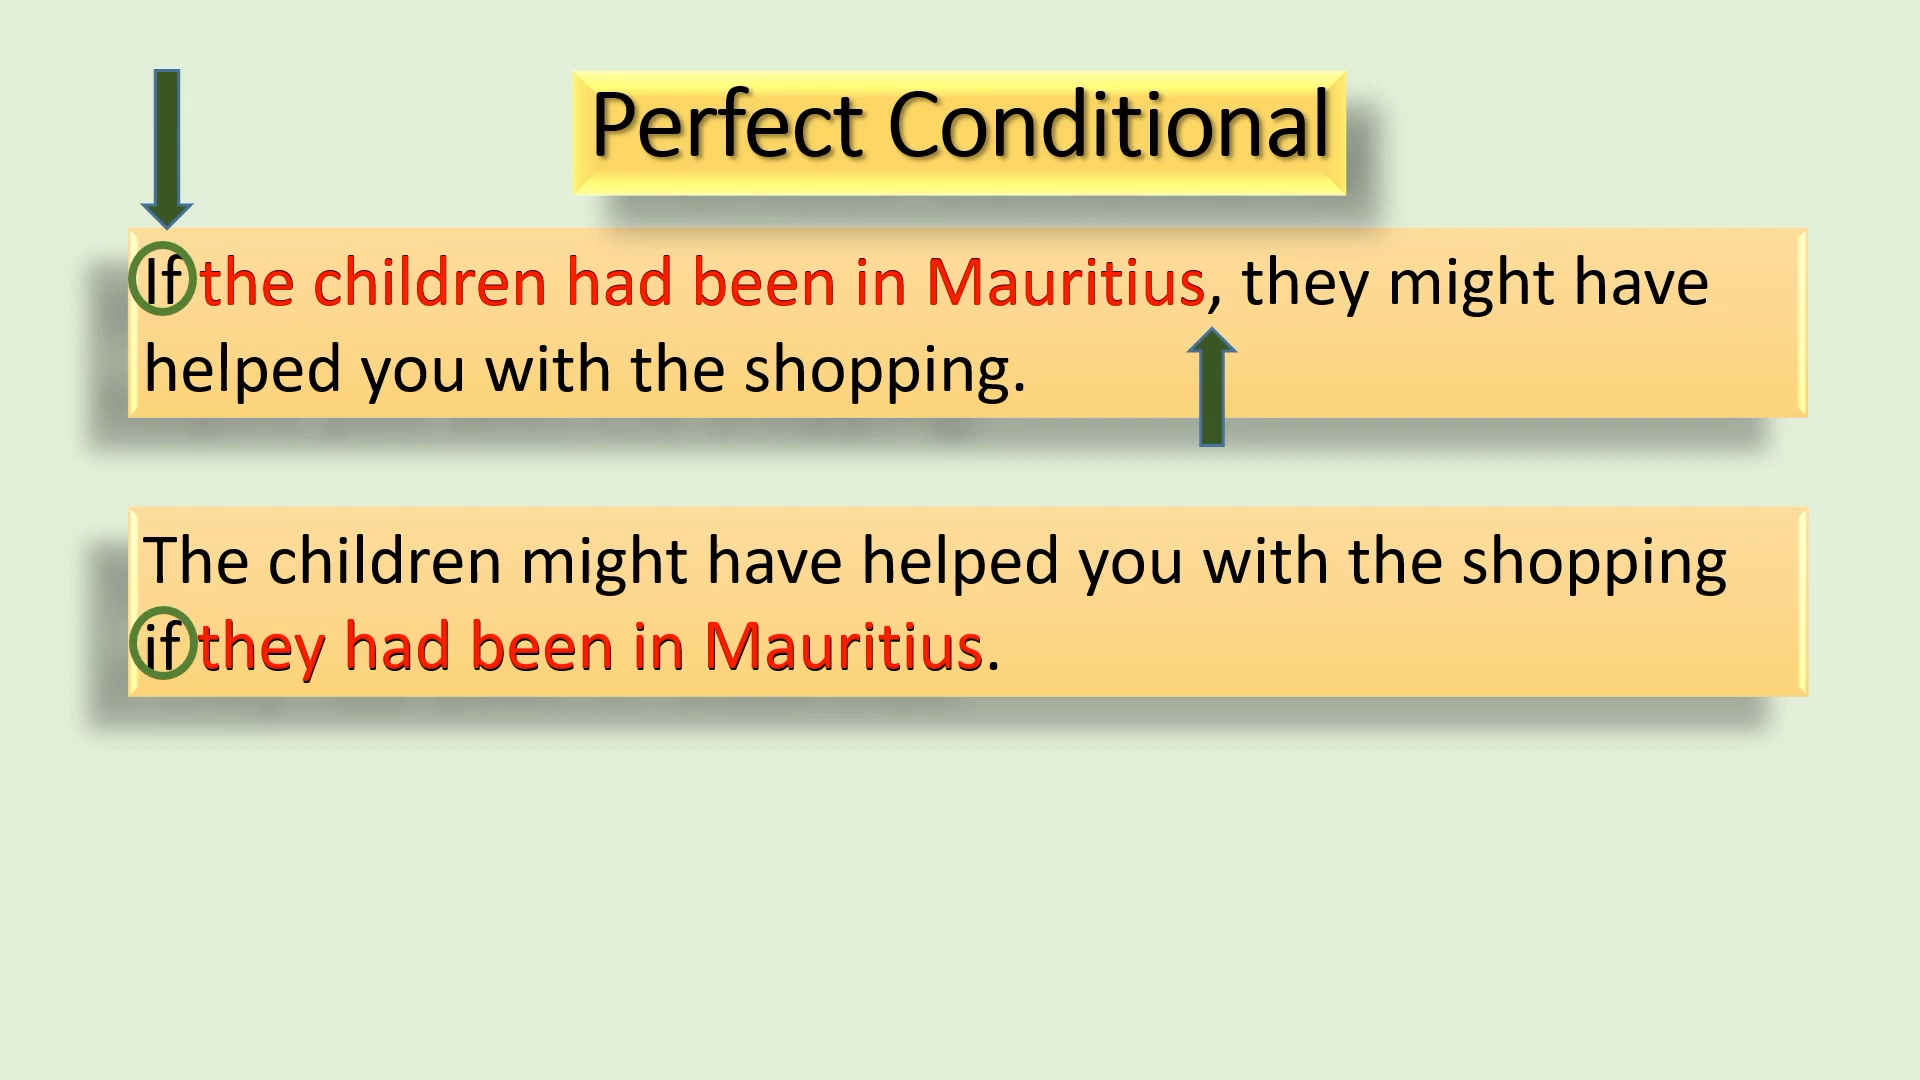 Perfect Conditional
If the children had been in Mauritius, they might have
helped you with the shopping.
The children might have helped you with the shopping
if they had been in Mauritius.